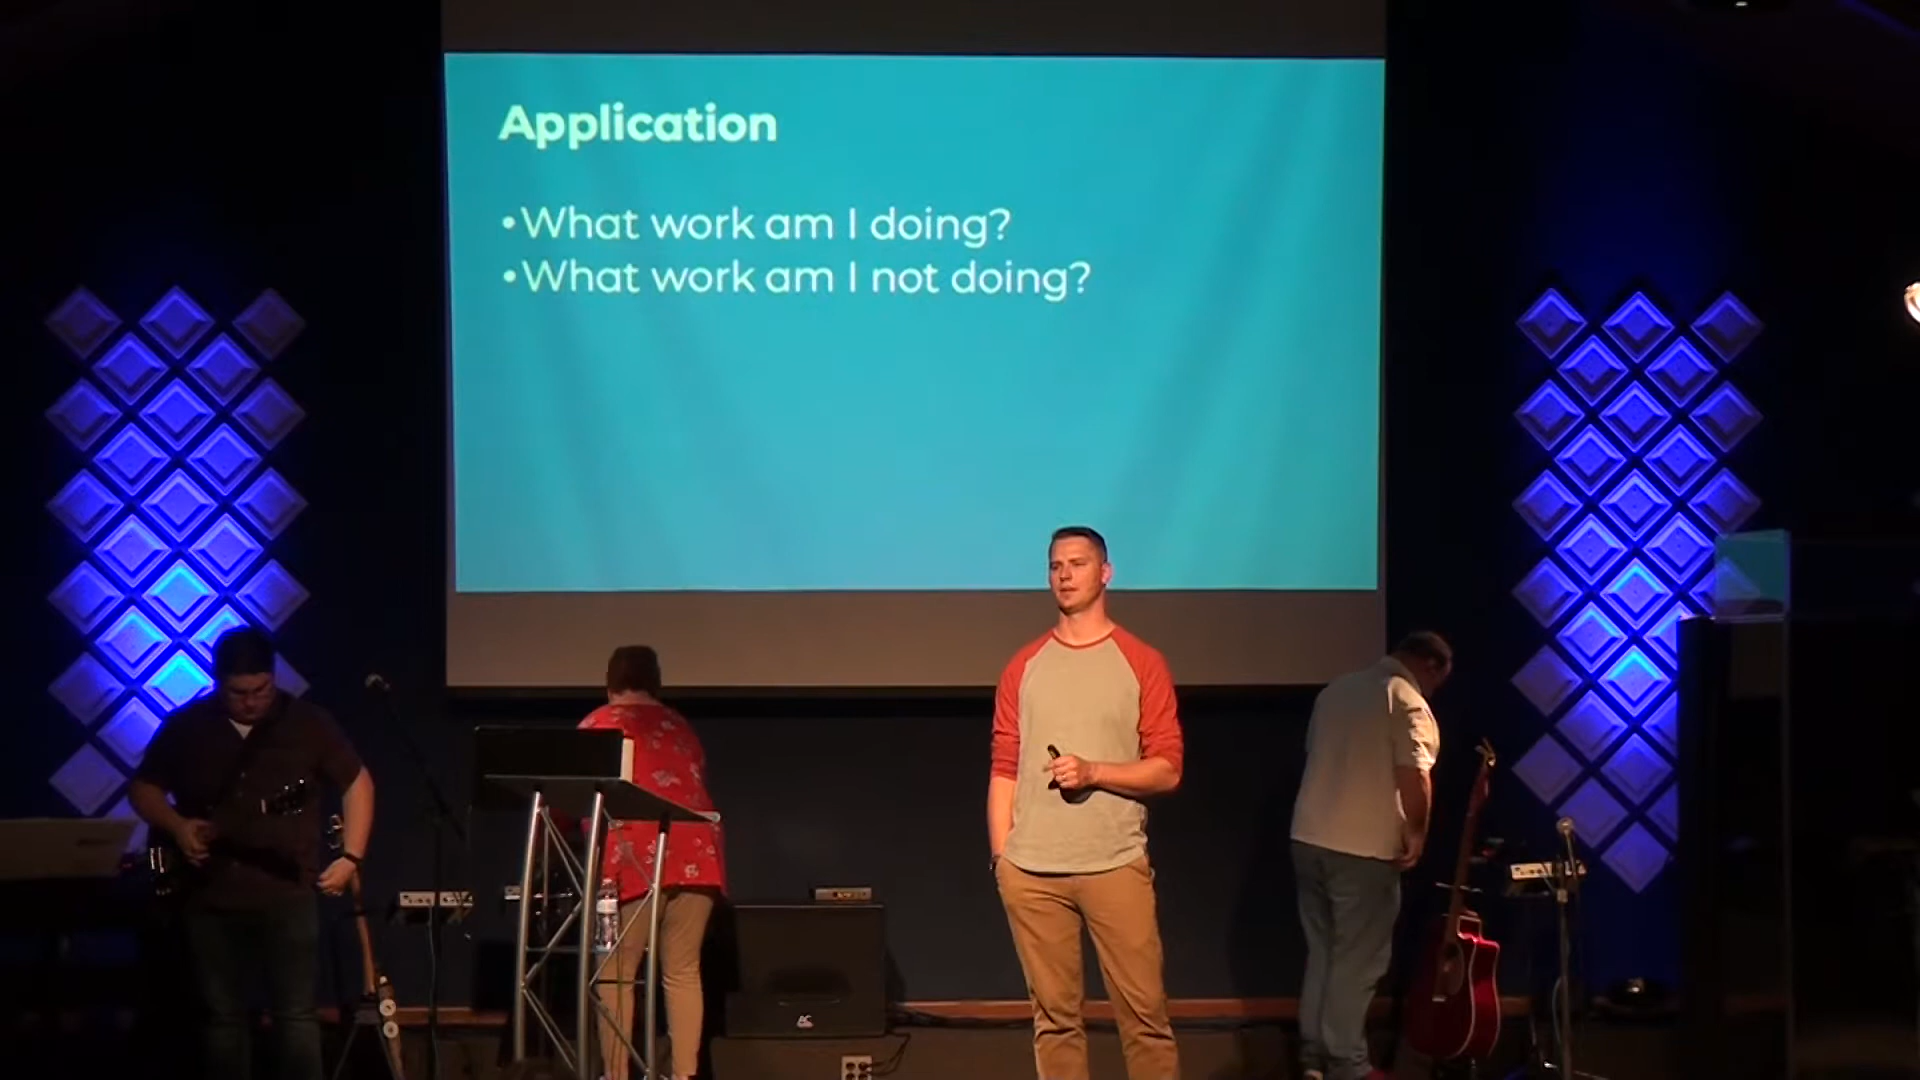 Application
•What work am I doing?
•What work am I not doing?